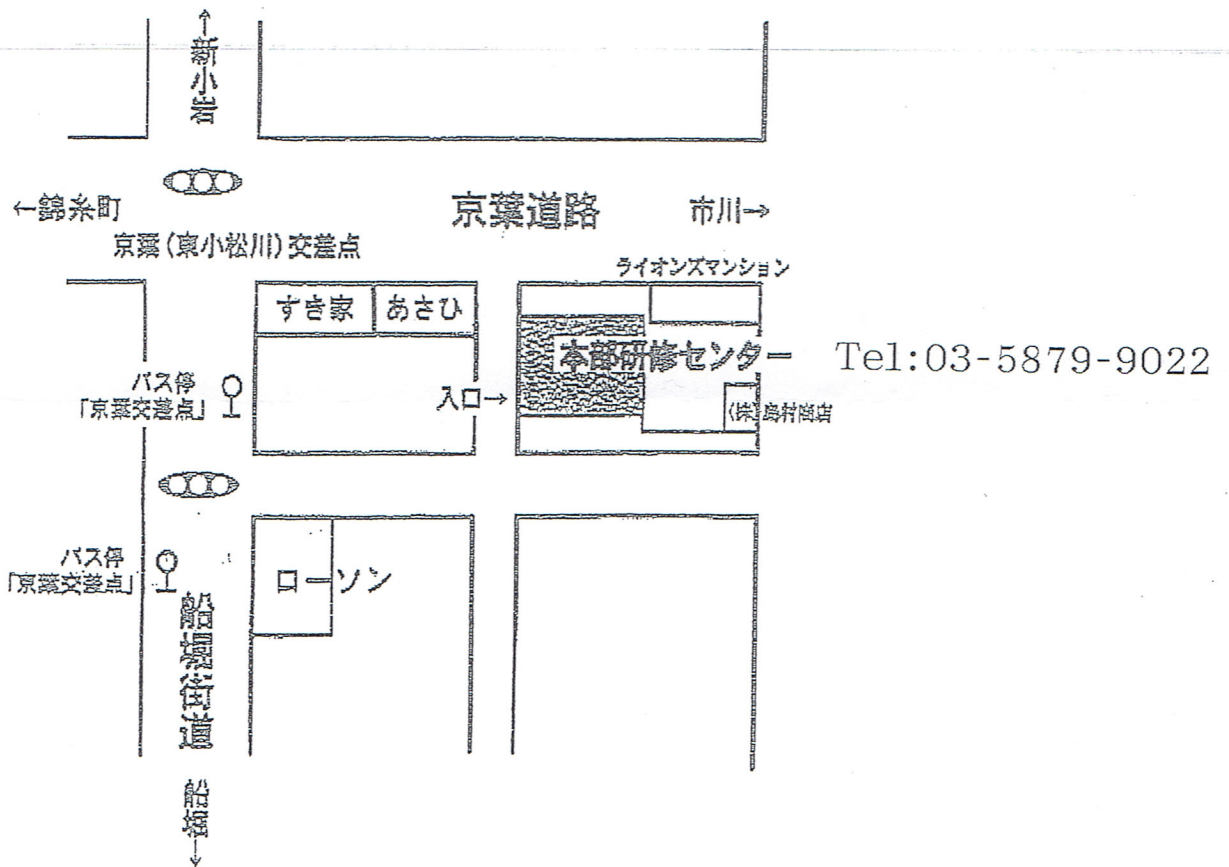 ↑新小岩
←錦糸町
京葉道路
市川→
京葉(東小松川)交差点
ライオンズマンション
すき家
あさひ
本部研修センター
Tel:03-5879-9022
バス停
「京葉交差点」
入口→
(株)島村商店
バス停
「京葉交差点」
ローソン
船堀街道
船堀→